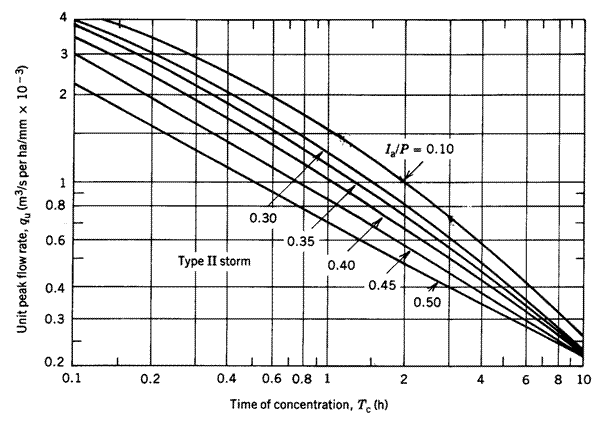 Unit peak flow rate, qᵤ (m³/s per ha/mm × 10⁻³)
4
3
2
1
0.8
0.6
0.4
0.3
0.2
Iₐ/P = 0.10
0.30
0.35
0.40
0.45
0.50
Type II storm
0.1 0.2 0.4 0.6 0.8 1 2 4 6 8 10
Time of concentration, T꜀ (h)